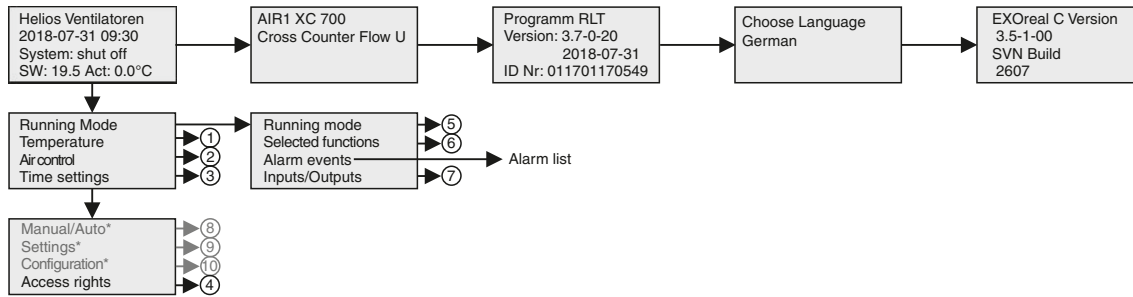 Helios Ventilatoren
2018-07-31 09:30
System: shut off
SW: 19.5 Act: 0.0°C
AIR1 XC 700
Cross Counter Flow U
Programm RLT
Version: 3.7-0-20
2018-07-31
ID Nr: 011701170549
Choose Language
German
EXOreal C Version
3.5-1-00
SVN Build
2607
Running Mode
Temperature
Air control
Time settings
①
②
③
Running mode
Selected functions
Alarm events
Inputs/Outputs
⑤
⑥
Alarm list
⑦
Manual/Auto*
Settings*
Configuration*
Access rights
⑧
⑨
⑩
④